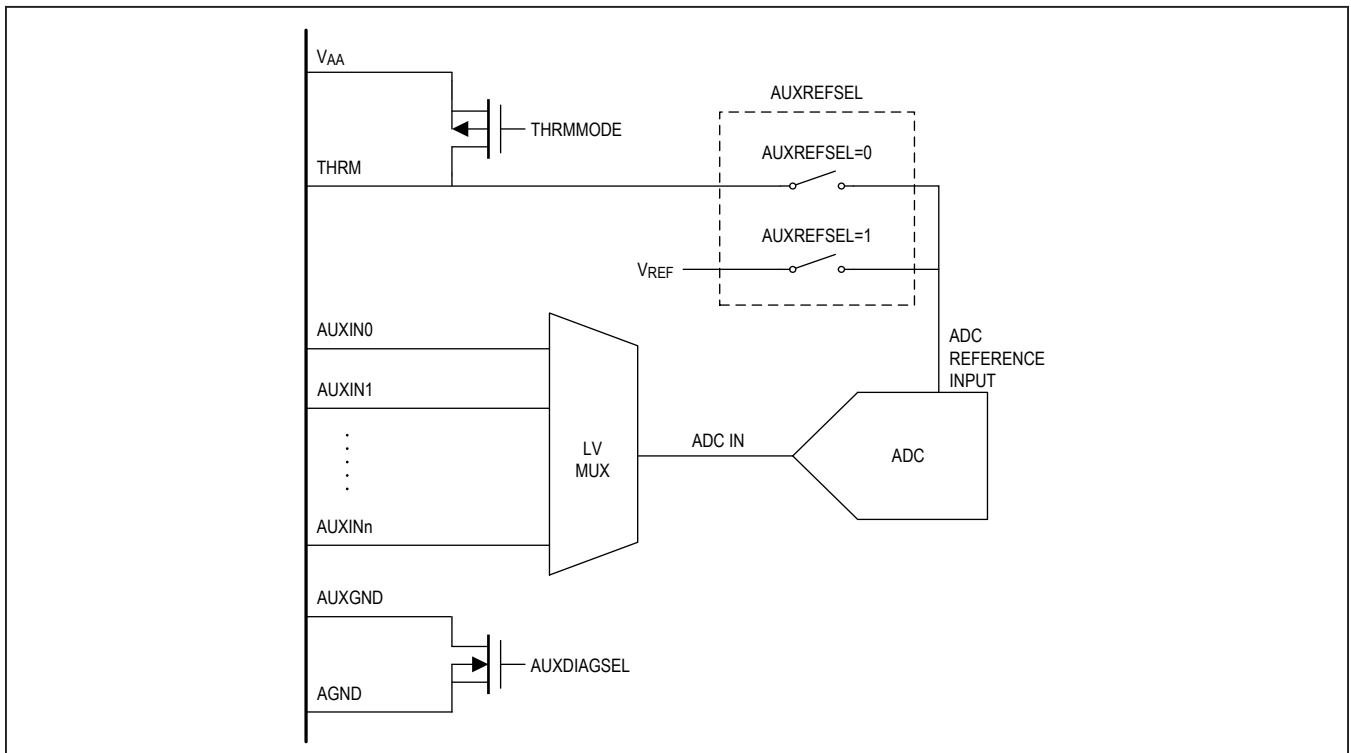 VAA
AUXREFSEL
THRMMODE
AUXREFSEL=0
THRM
AUXREFSEL=1
VREF
AUXIN0
ADC
REFERENCE
INPUT
AUXIN1
ADC IN
LV
MUX
ADC
AUXINn
AUXGND
AUXDIAGSEL
AGND